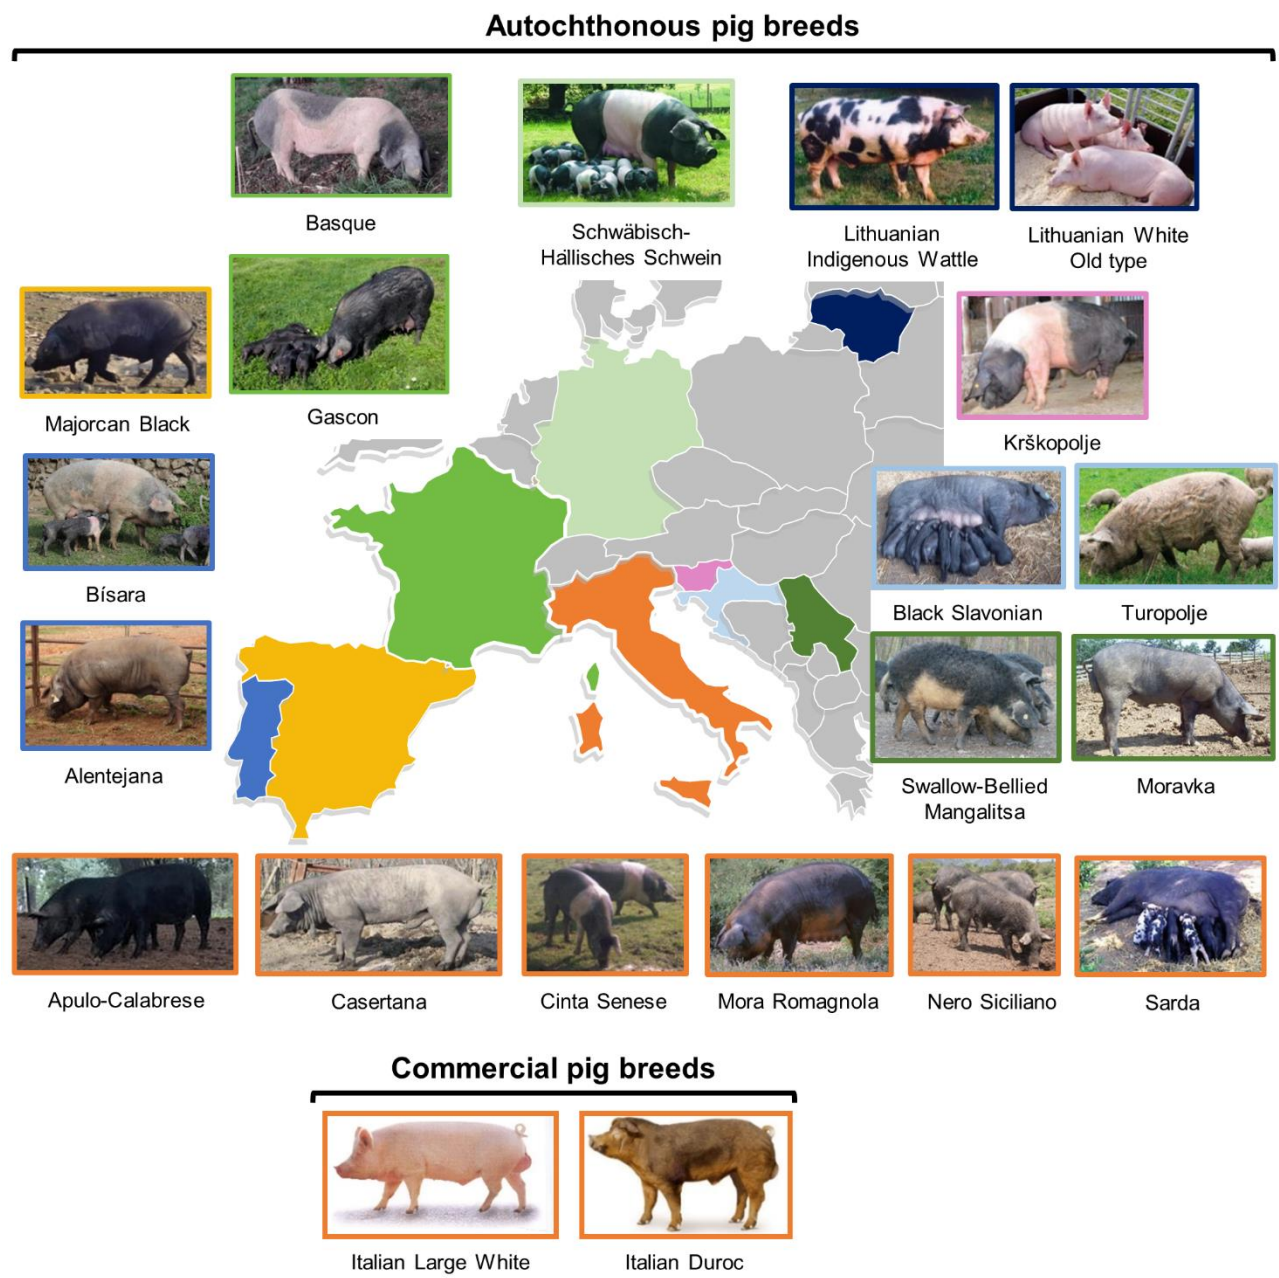 Autochthonous pig breeds
Basque
Schwäbisch-
Hällisches Schwein
Lithuanian
Indigenous Wattle
Lithuanian White
Old type
Majorcan Black
Gascon
Krškopolje
Bísara
Black Slavonian
Turopolje
Alentejana
Swallow-Bellied
Mangalitsa
Moravka
Apulo-Calabrese
Casertana
Cinta Senese
Mora Romagnola
Nero Siciliano
Sarda
Commercial pig breeds
Italian Large White
Italian Duroc